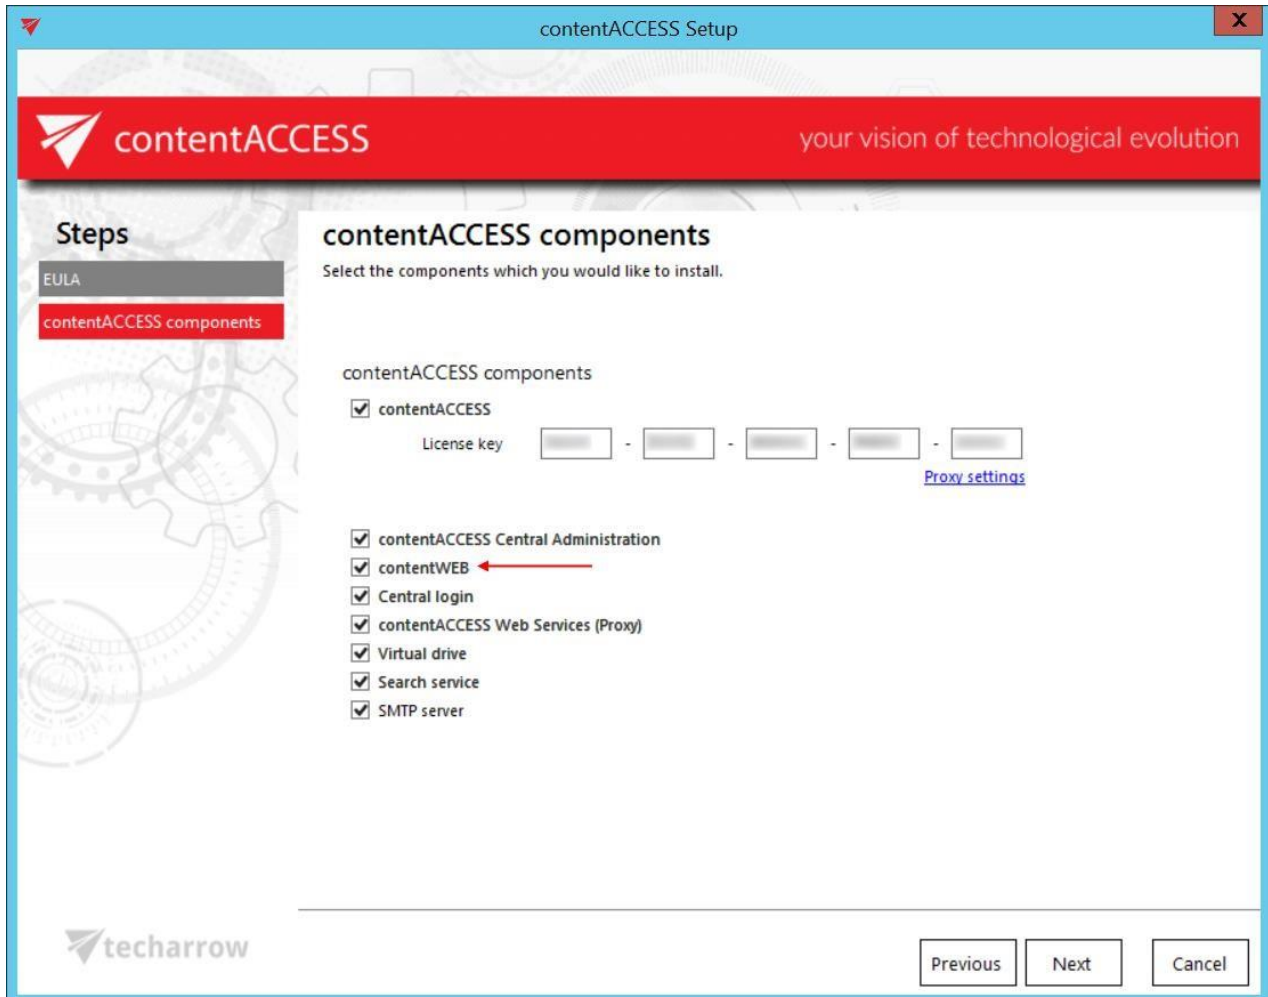 contentACCESS Setup
X
contentACCESS
your vision of technological evolution
Steps
EULA
contentACCESS components
contentACCESS components
Select the components which you would like to install.
contentACCESS components
contentACCESS
License key - - - -
Proxy settings
contentACCESS Central Administration
contentWEB
Central login
contentACCESS Web Services (Proxy)
Virtual drive
Search service
SMTP server
techarrow
Previous Next Cancel